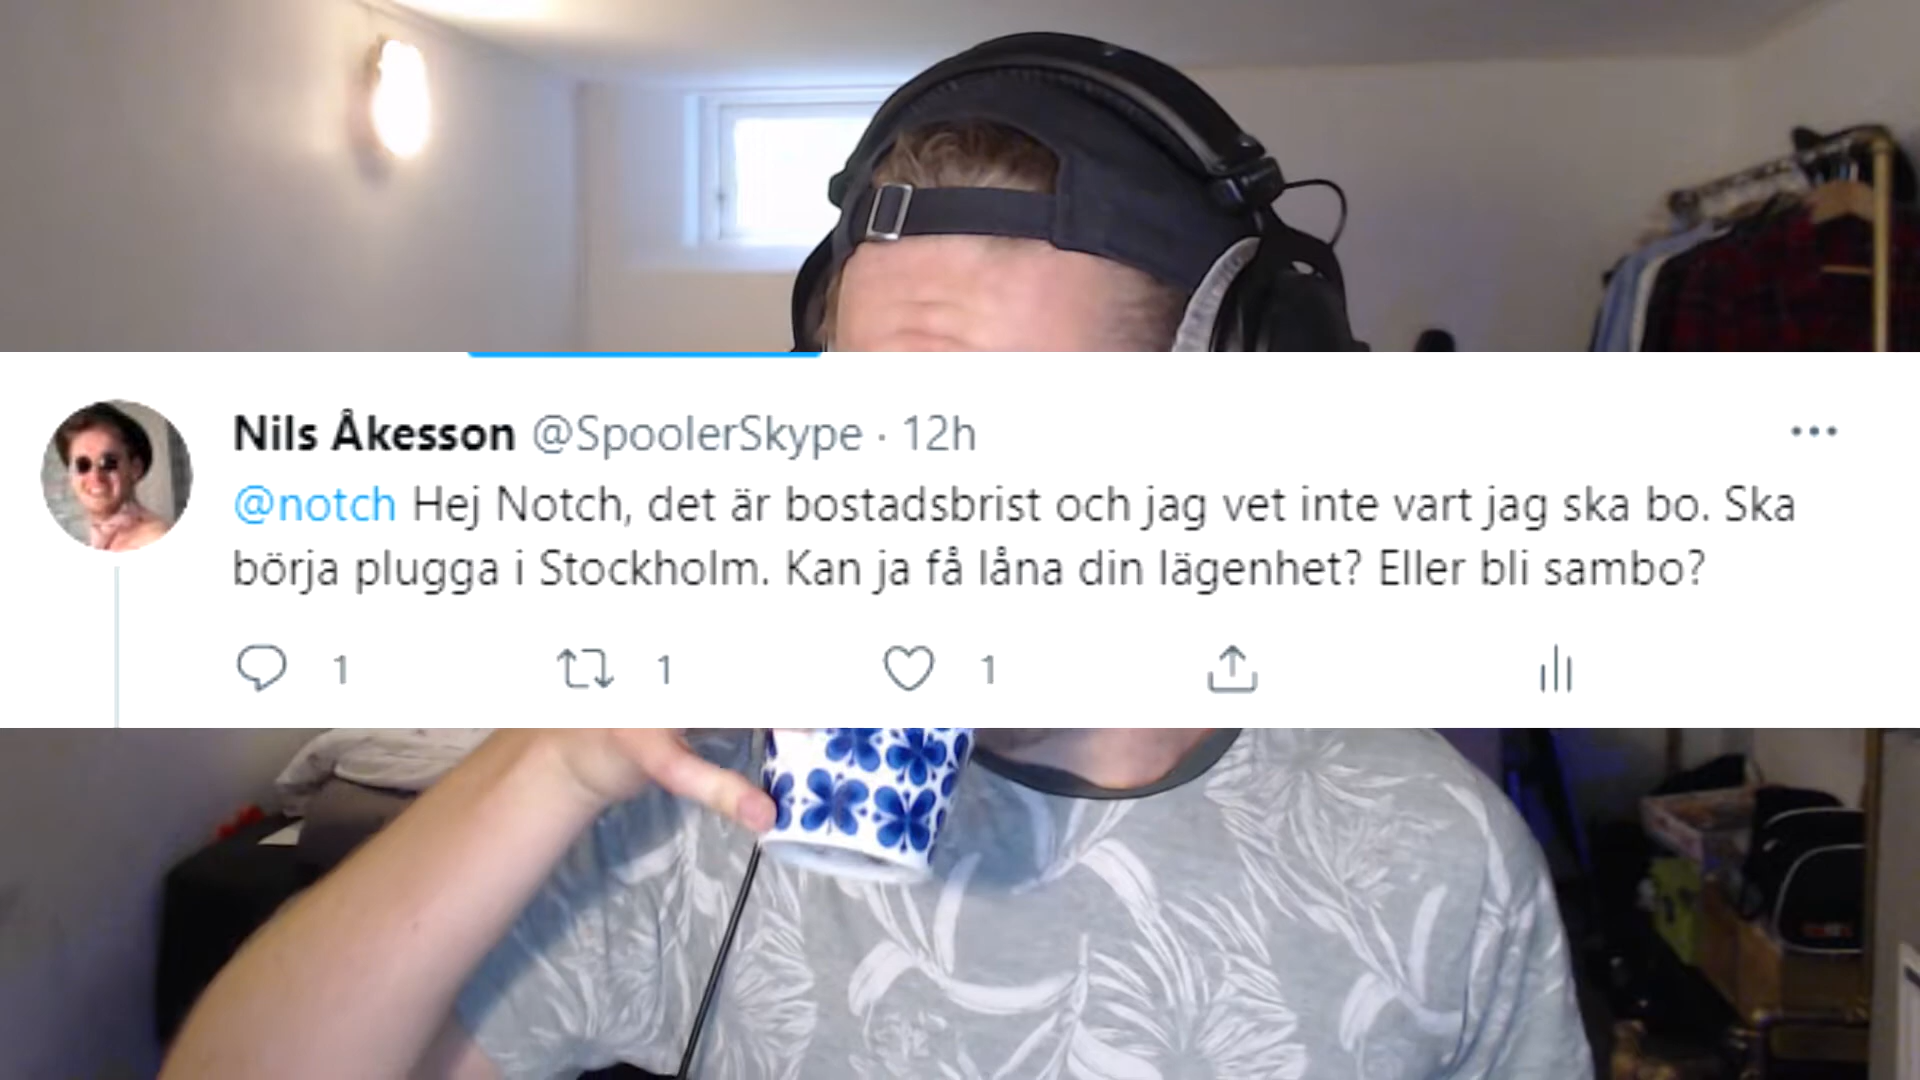 Nils Åkesson @SpoolerSkype · 12h
@notch Hej Notch, det är bostadsbrist och jag vet inte vart jag ska bo. Ska
börja plugga i Stockholm. Kan ja få låna din lägenhet? Eller bli sambo?
1 1 1